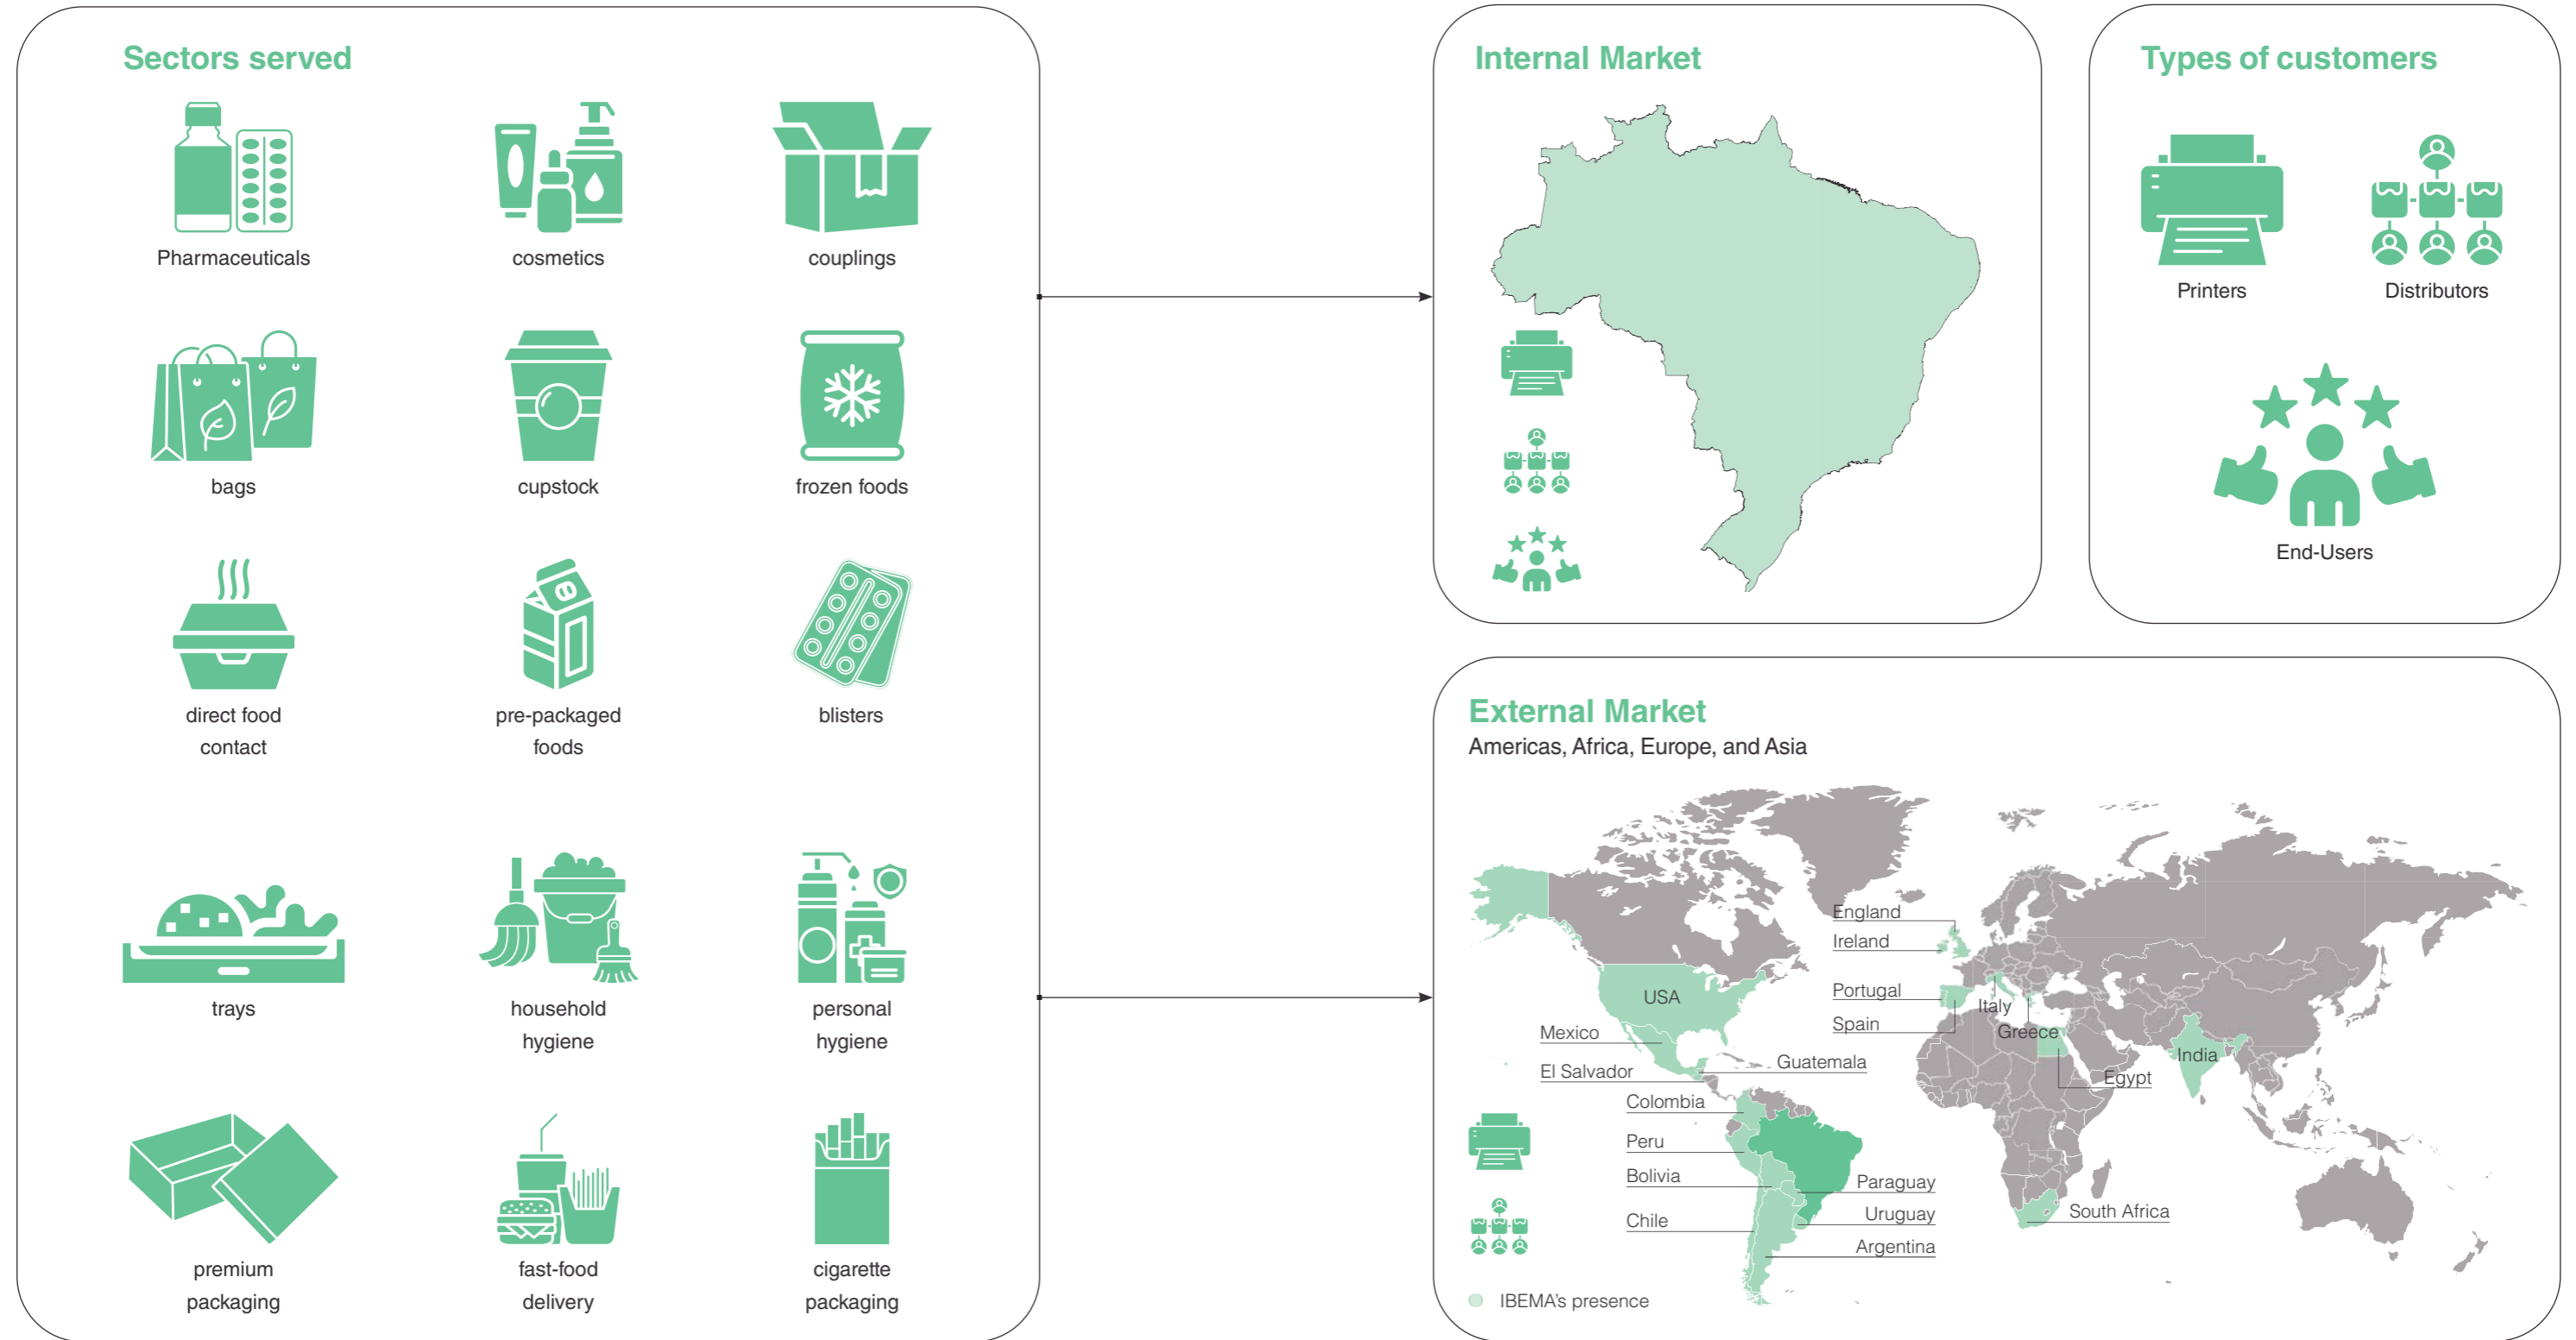 Sectors served
Pharmaceuticals
cosmetics
couplings
bags
cupstock
frozen foods
direct food
contact
pre-packaged
foods
blisters
trays
household
hygiene
personal
hygiene
premium
packaging
fast-food
delivery
cigarette
packaging
Internal Market
Types of customers
Printers
Distributors
End-Users
External Market
Americas, Africa, Europe, and Asia
England
Ireland
Portugal
Spain
Italy
Greece
USA
Mexico
El Salvador
Guatemala
India
Egypt
Colombia
Peru
Bolivia
Chile
Paraguay
Uruguay
Argentina
South Africa
IBEMA's presence